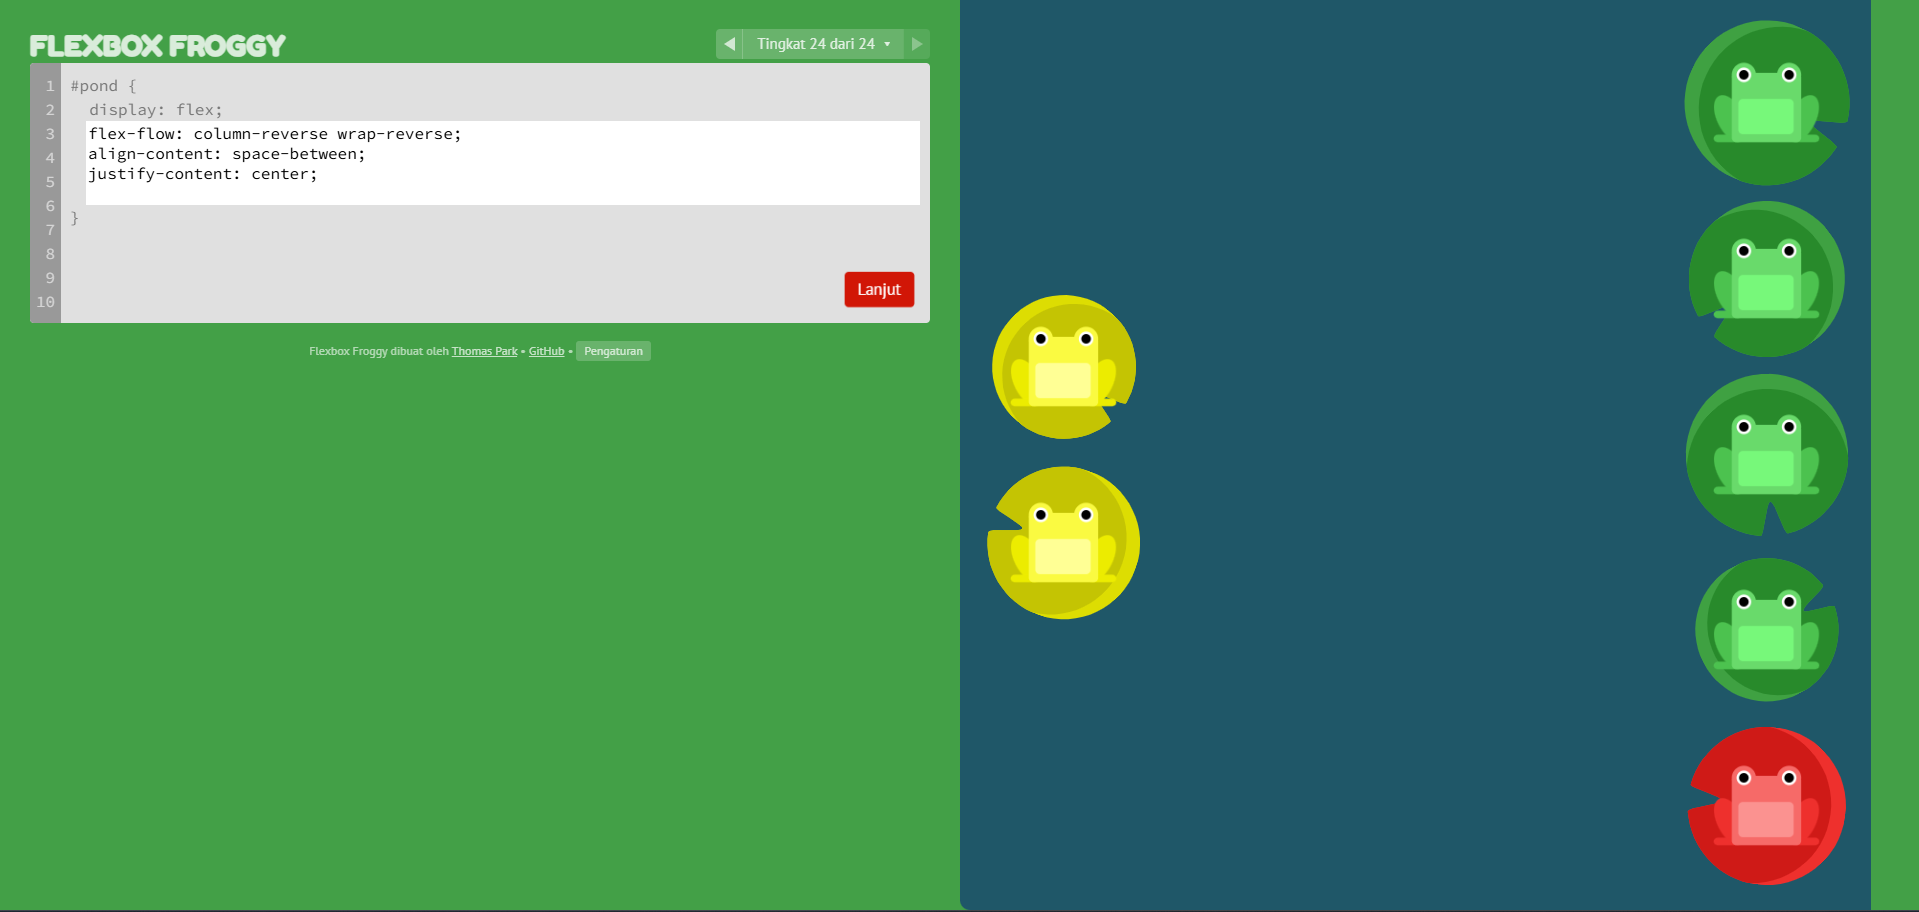 FLEXBOX FROGGY
Tingkat 24 dari 24
1 #pond {
2 display: flex;
3 flex-flow: column-reverse wrap-reverse;
4 align-content: space-between;
5 justify-content: center;
6
7 }
8
9
10
Lanjut
Flexbox Froggy dibuat oleh Thomas Park • GitHub • Pengaturan